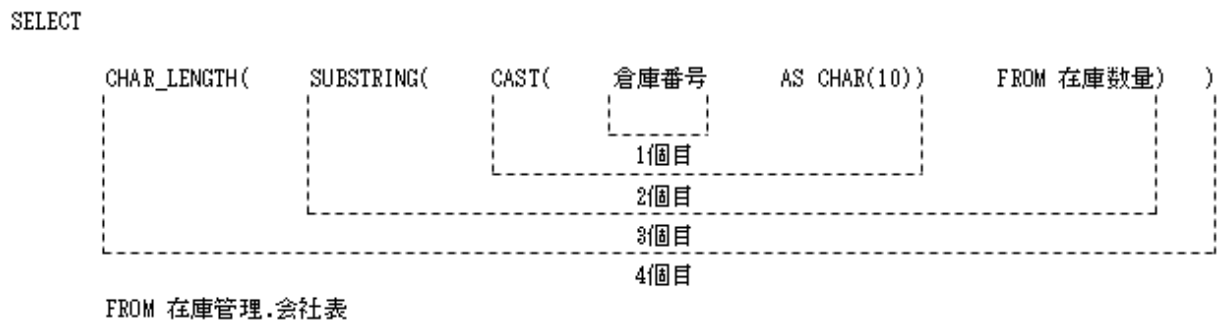 SELECT
CHAR_LENGTH( SUBSTRING( CAST( 倉庫番号 AS CHAR(10)) FROM 在庫数量) )
1個目
2個目
3個目
4個目
FROM 在庫管理.会社表